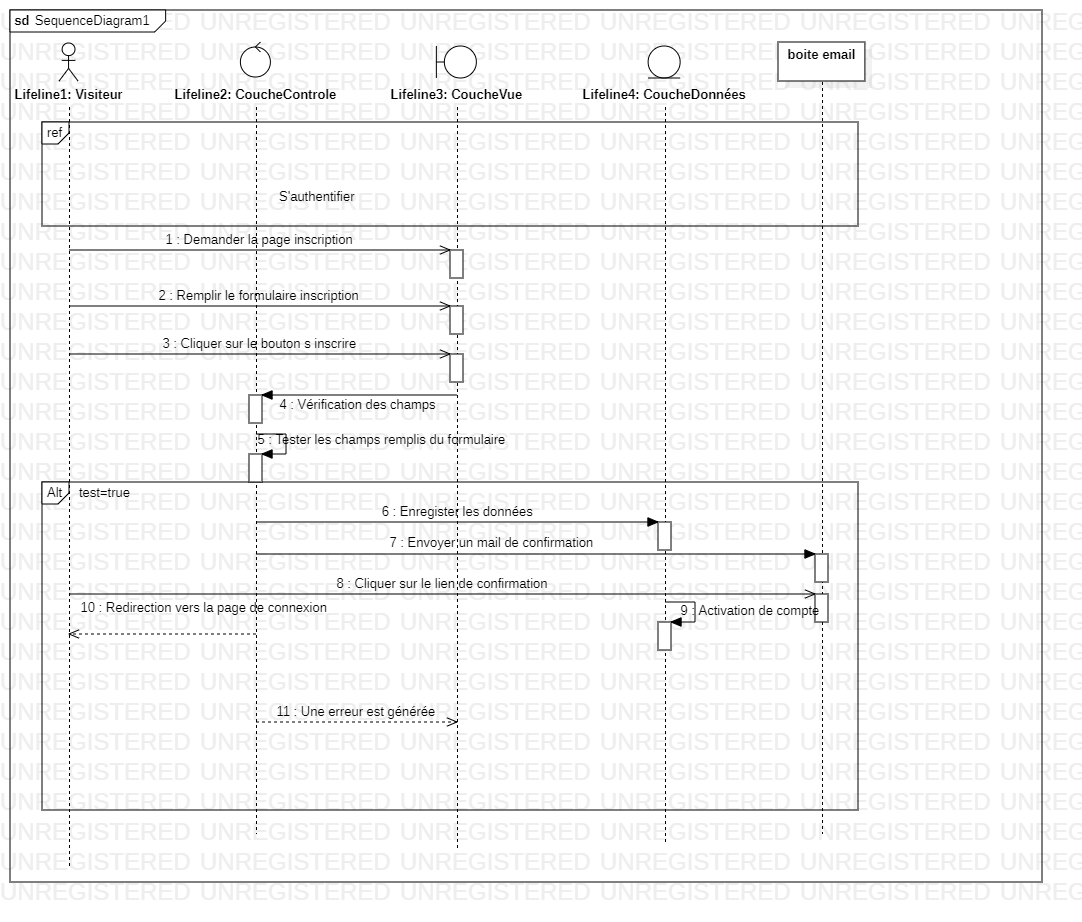 sd SequenceDiagram1
boite email
Lifeline1: Visiteur
Lifeline2: CoucheControle
Lifeline3: CoucheVue
Lifeline4: CoucheDonnées
ref
S'authentifier
1 : Demander la page inscription
2 : Remplir le formulaire inscription
3 : Cliquer sur le bouton s inscrire
4 : Vérification des champs
5 : Tester les champs remplis du formulaire
Alt
test=true
6 : Enregister les données
7 : Envoyer un mail de confirmation
8 : Cliquer sur le lien de confirmation
10 : Redirection vers la page de connexion
9 : Activation de compte
11 : Une erreur est générée
UNREGISTERED